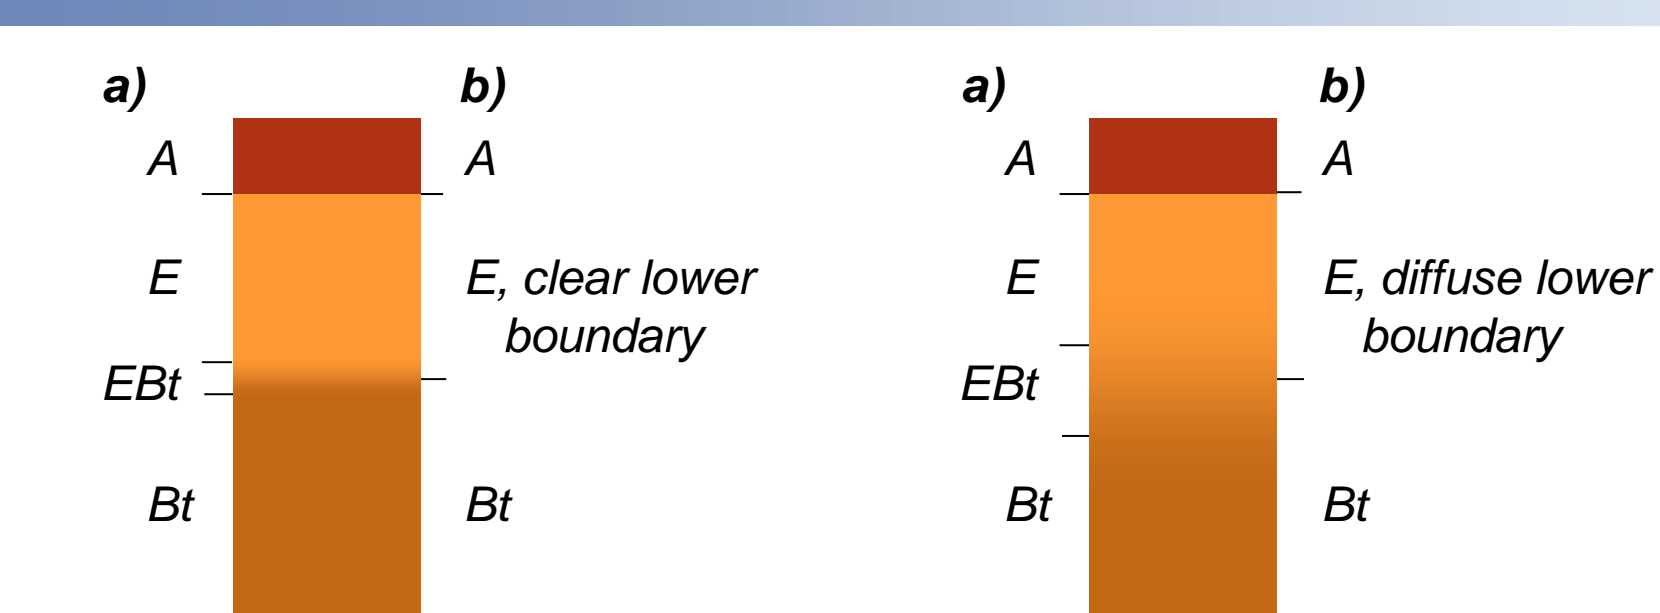 a)
b)
A
A
E
E, clear lower
boundary
EBt
Bt
Bt
a)
b)
A
A
E
E, diffuse lower
boundary
EBt
Bt
Bt